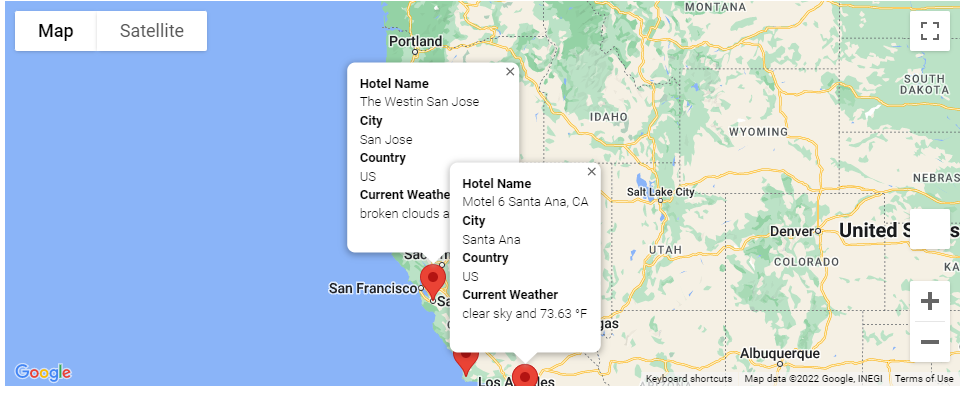 Map
Satellite
MONTANA
Portland
SOUTH
DAKOTA
IDAHO
WYOMING
Hotel Name
The Westin San Jose
City
San Jose
Country
US
Current Weathe
broken clouds a
Hotel Name
Motel 6 Santa Ana, CA
City
Santa Ana
Country
US
Current Weather
clear sky and 73.63 °F
NEBRAS
Salt Lake City
Denver
United S
s
UTAH
COLORADO
KA
San Francisco
Sa
gas
Albuquerque
Los A
eles
Google
Keyboard shortcuts
Map data ©2022 Google, INEGI
Terms of Use